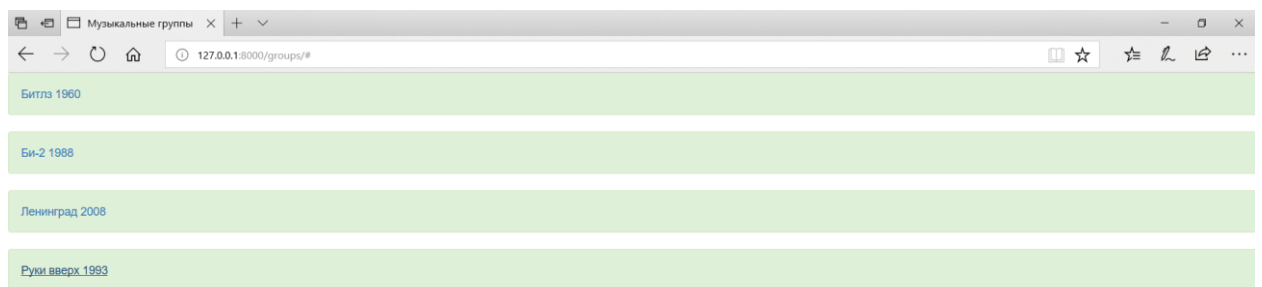 Музыкальные группы
127.0.0.1:8000/groups/#
Битлз 1960
Би-2 1988
Ленинград 2008
Руки вверх 1993